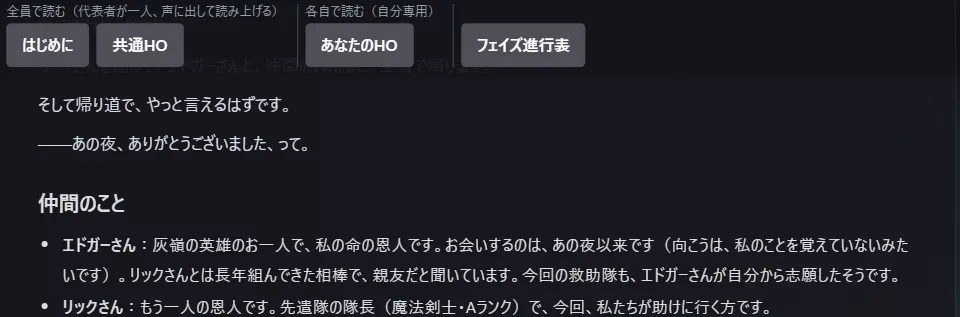 全員で読む（代表者が一人、声に出して読み上げる）
各自で読む（自分専用）
はじめに
共通HO
あなたのHO
フェイズ進行表
そして帰り道で、やっと言えるはずです。
――あの夜、ありがとうございました、って。
仲間のこと
• エドガーさん：灰嶺の英雄のお一人で、私の命の恩人です。お会いするのは、あの夜以来です（向こうは、私のことを覚えていないみた
いです）。リックさんとは長年組んできた相棒で、親友だと聞いています。今回の救助隊も、エドガーさんが自分から志願したそうです。
• リックさん：もう一人の恩人です。先遣隊の隊長（魔法剣士・Aランク）で、今回、私たちが助けに行く方です。